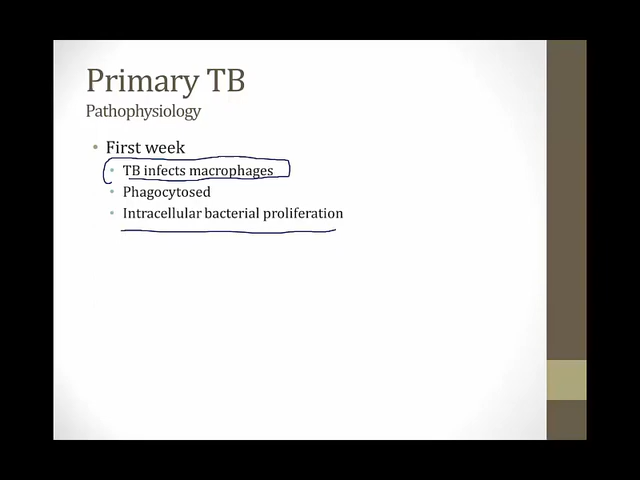 Primary TB
Pathophysiology
• First week
• TB infects macrophages
• Phagocytosed
• Intracellular bacterial proliferation